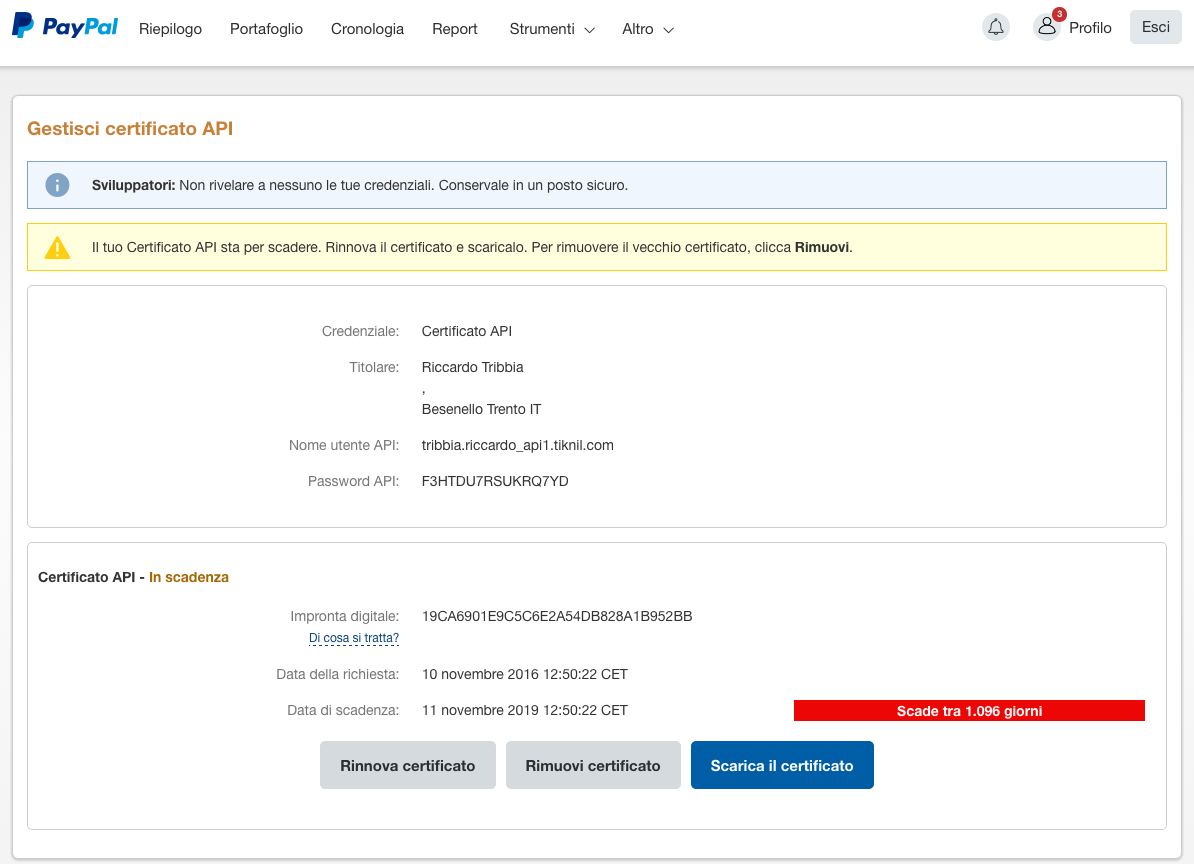 PayPal Riepilogo Portafoglio Cronologia Report Strumenti Altro 3 Profilo Esci
Gestisci certificato API
Sviluppatori: Non rivelare a nessuno le tue credenziali. Conservale in un posto sicuro.
Il tuo Certificato API sta per scadere. Rinnova il certificato e scaricalo. Per rimuovere il vecchio certificato, clicca Rimuovi.
Credenziale: Certificato API
Titolare: Riccardo Tribbia
,
Besenello Trento IT
Nome utente API: tribbia.riccardo_api1.tiknil.com
Password API: F3HTDU7RSUKRQ7YD
Certificato API - In scadenza
Impronta digitale: 19CA6901E9C5C6E2A54DB828A1B952BB
Di cosa si tratta?
Data della richiesta: 10 novembre 2016 12:50:22 CET
Data di scadenza: 11 novembre 2019 12:50:22 CET Scade tra 1.096 giorni
Rinnova certificato Rimuovi certificato Scarica il certificato